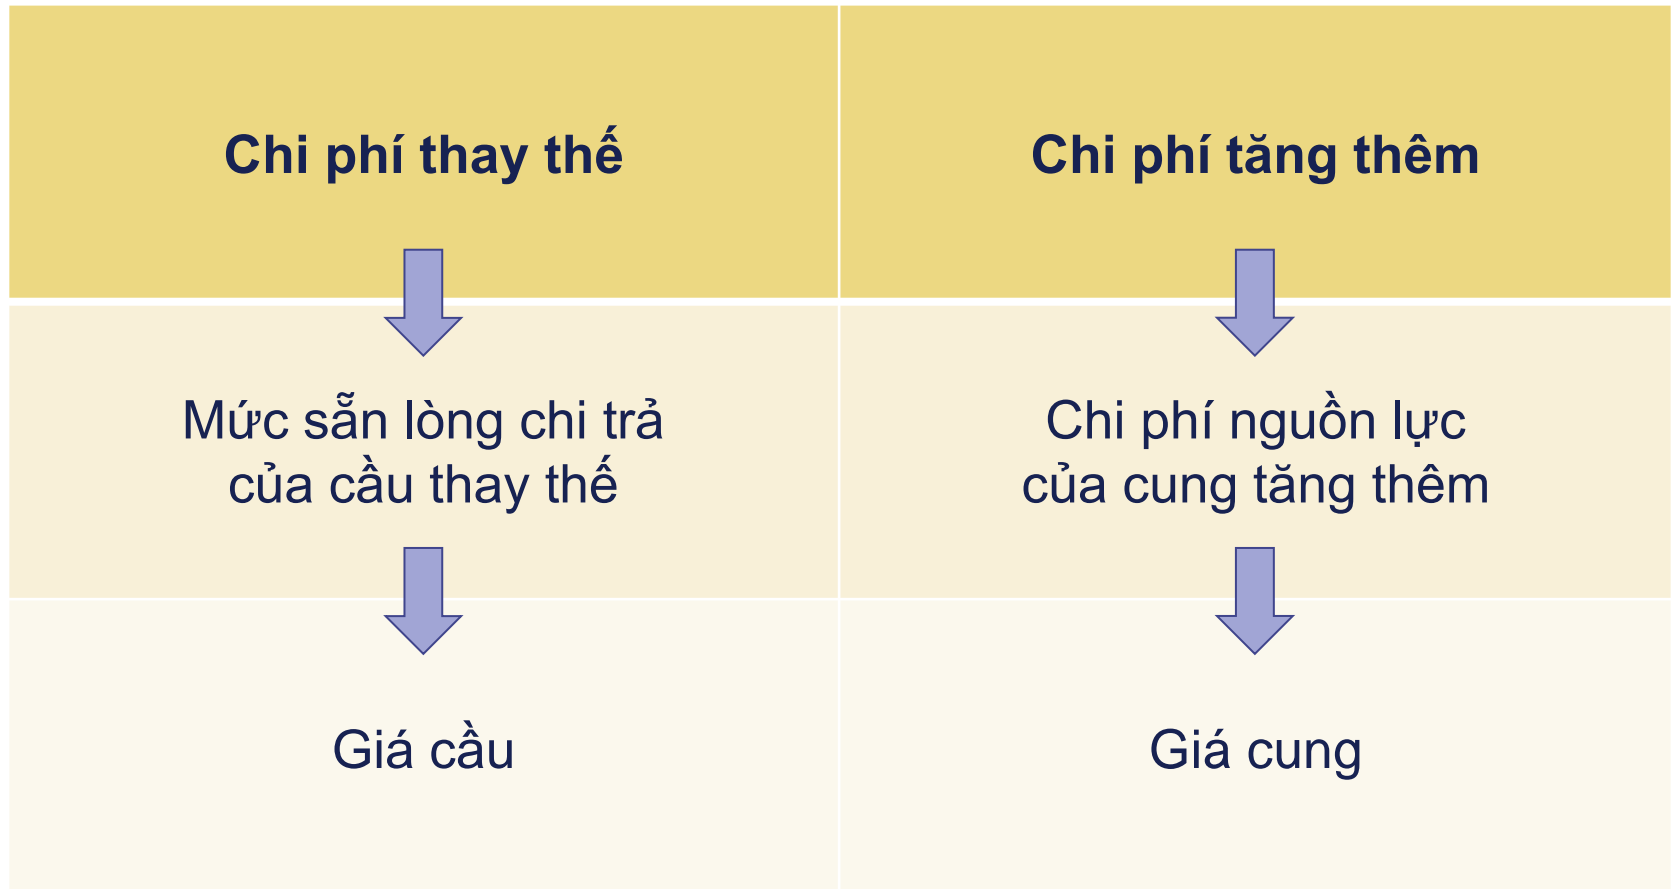 Chi phí thay thế
Chi phí tăng thêm
Mức sẵn lòng chi trả
của cầu thay thế
Chi phí nguồn lực
của cung tăng thêm
Giá cầu
Giá cung